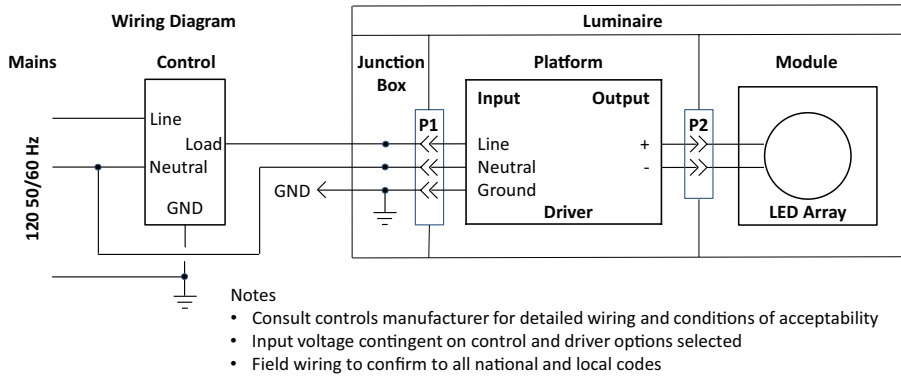 Wiring Diagram
Luminaire
Mains
Control
Junction
Box
Platform
Module
120 50/60 Hz
Line
Load
Neutral
GND
GND
P1
Input
Output
Line
Neutral
Ground
+
-
Driver
P2
LED Array
Notes
• Consult controls manufacturer for detailed wiring and conditions of acceptability
• Input voltage contingent on control and driver options selected
• Field wiring to confirm to all national and local codes